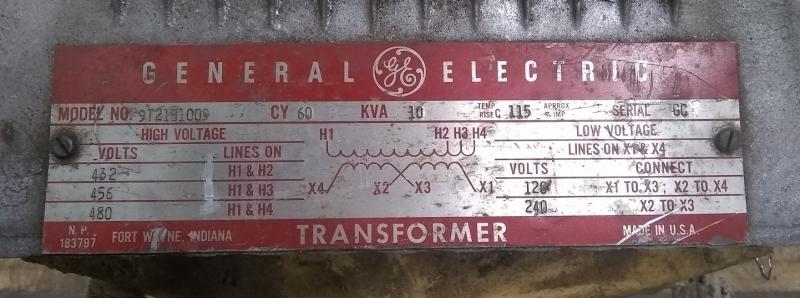 GENERAL GE ELECTRIC
MODEL NO. 9T21B1009 CY 60 KVA 10 TEMP RISE C 115 APPROX % IMP SERIAL GC
HIGH VOLTAGE H1 H2 H3 H4 LOW VOLTAGE
VOLTS LINES ON LINES ON X1 & X4
432 H1 & H2 VOLTS CONNECT
456 H1 & H3 X4 X2 X3 X1 120 X1 TO X3 ; X2 TO X4
480 H1 & H4 240 X2 TO X3
N.P. 183797 FORT WAYNE, INDIANA TRANSFORMER MADE IN U.S.A.